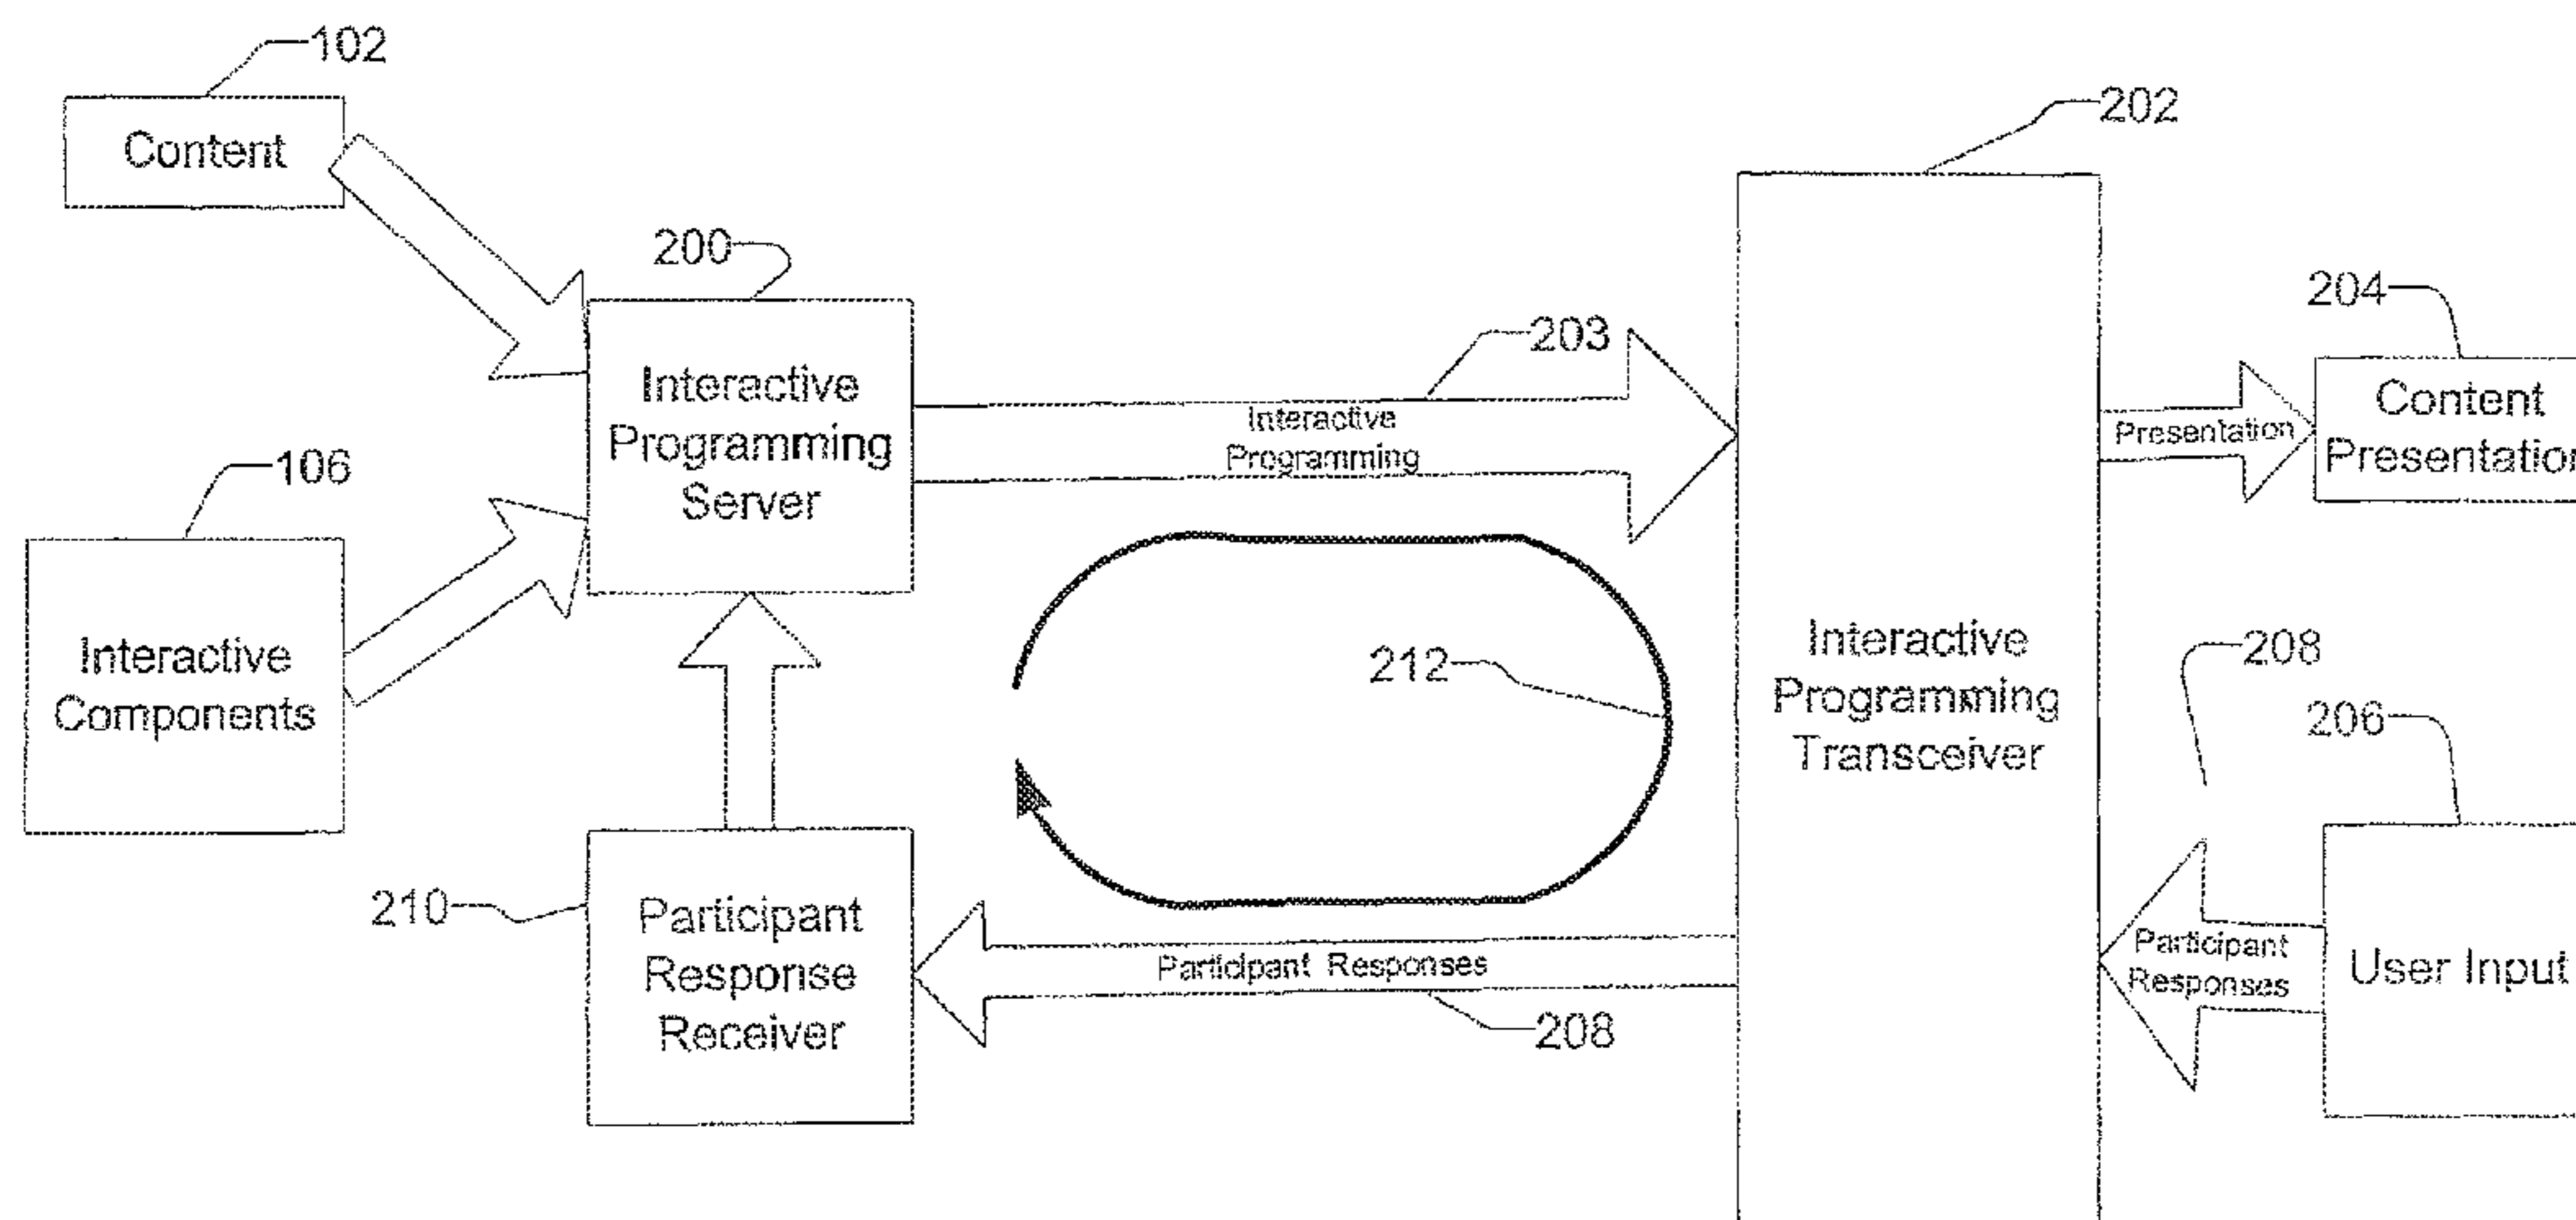 102
Content
202
200
204
203
Interactive
Programming
Server
Interactive
Programming
Content
Presentation
Presentation
106
Interactive
Components
212
Interactive
Programming
Transceiver
208
206
210
Participant
Response
Receiver
Participant Responses
208
Participant
Responses
User Input